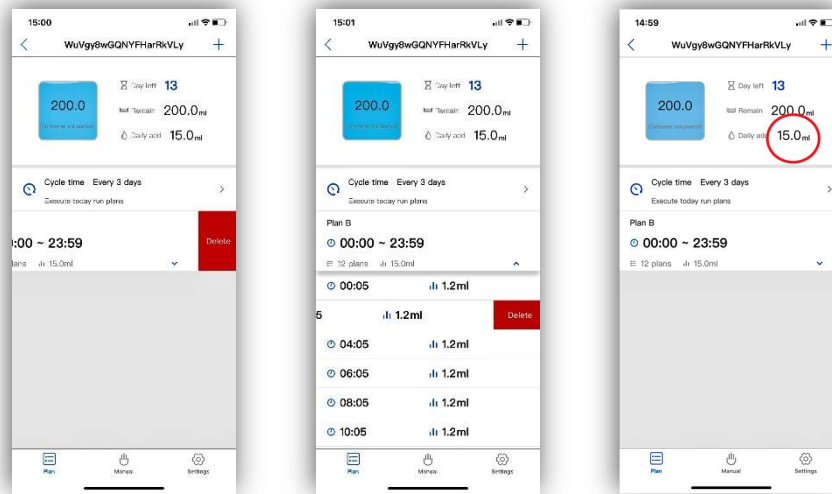 15:00
WuVgy8wGQNYFHarRkVLy
200.0
Day left 13
Remain 200.0ml
Daily add 15.0ml
Cycle time Every 3 days
Execute today run plans
:00 ~ 23:59
Delete
lans 15.0ml
Plan
Manual
Settings
15:01
WuVgy8wGQNYFHarRkVLy
200.0
Day left 13
Remain 200.0ml
Daily add 15.0ml
Cycle time Every 3 days
Execute today run plans
Plan B
00:00 ~ 23:59
12 plans 15.0ml
00:05 1.2ml
5 1.2ml Delete
04:05 1.2ml
06:05 1.2ml
08:05 1.2ml
10:05 1.2ml
Plan
Manual
Settings
14:59
WuVgy8wGQNYFHarRkVLy
200.0
Day left 13
Remain 200.0ml
Daily add 15.0ml
Cycle time Every 3 days
Execute today run plans
Plan B
00:00 ~ 23:59
12 plans 15.0ml
Plan
Manual
Settings